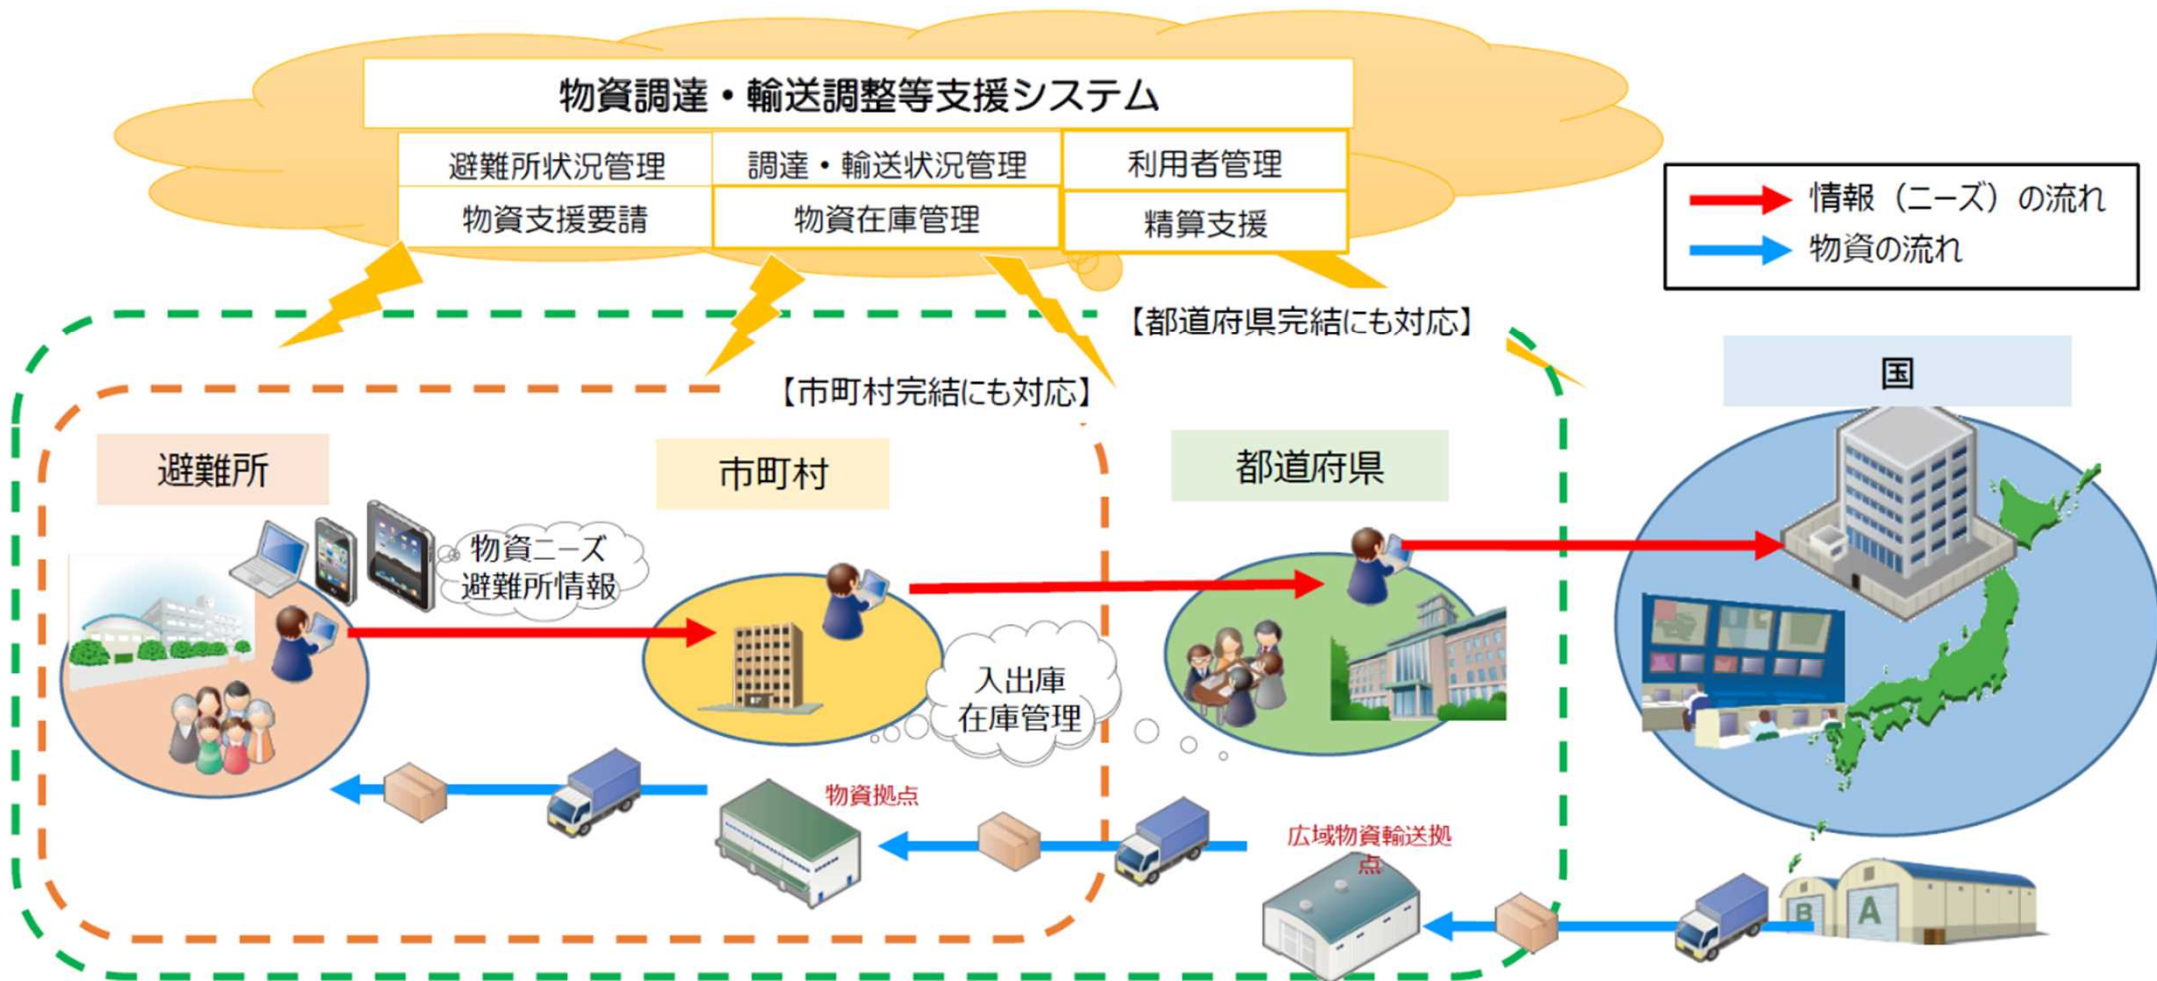 物資調達・輸送調整等支援システム
避難所状況管理
調達・輸送状況管理
利用者管理
物資支援要請
物資在庫管理
精算支援
情報（ニーズ）の流れ
物資の流れ
【都道府県完結にも対応】
【市町村完結にも対応】
国
避難所
市町村
都道府県
物資ニーズ
避難所情報
入出庫
在庫管理
物資拠点
広域物資輸送拠
点
B
A